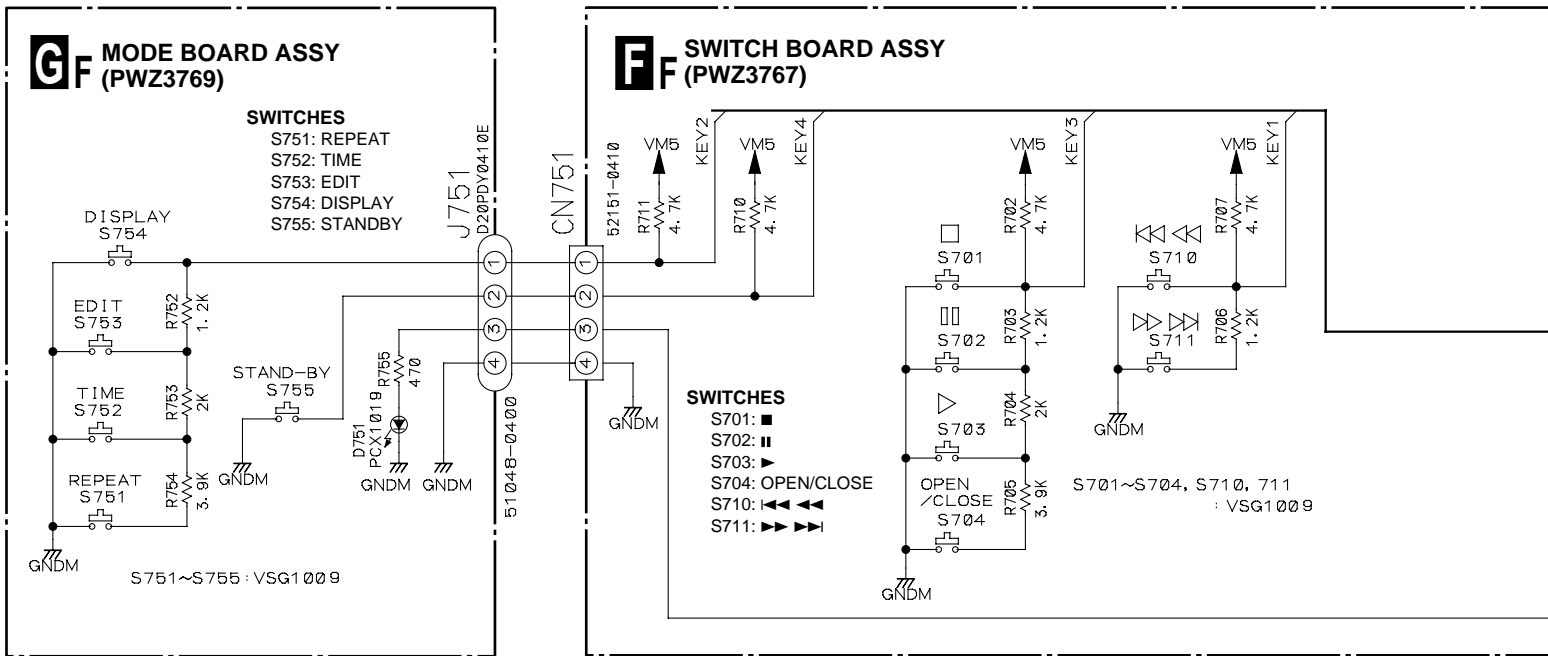 G F MODE BOARD ASSY
(PWZ3769)
SWITCHES
S751: REPEAT
S752: TIME
S753: EDIT
S754: DISPLAY
S755: STANDBY
DISPLAY
S754
EDIT
S753
TIME
S752
REPEAT
S751
GNDM
R752
1.2K
R753
2K
R754
3.9K
STAND-BY
S755
GNDM
R755
470
D751
PCX1019
GNDM
GNDM
S751~S755:VSG1009
J751
D20PDY0410E
1
2
3
4
51048-0400
F F SWITCH BOARD ASSY
(PWZ3767)
CN751
52151-0410
1
2
3
4
GNDM
VM5
R711
4.7K
KEY2
VM5
R710
4.7K
KEY4
SWITCHES
S701: ■
S702: II
S703: ►
S704: OPEN/CLOSE
S710: |◄◄ ◄◄
S711: ►► ►►|
VM5
R702
4.7K
KEY3
S701
S702
S703
OPEN
/CLOSE
S704
GNDM
R703
1.2K
R704
2K
R705
3.9K
VM5
R707
4.7K
KEY1
S710
S711
R706
1.2K
GNDM
S701~S704, S710, 711
: VSG1009